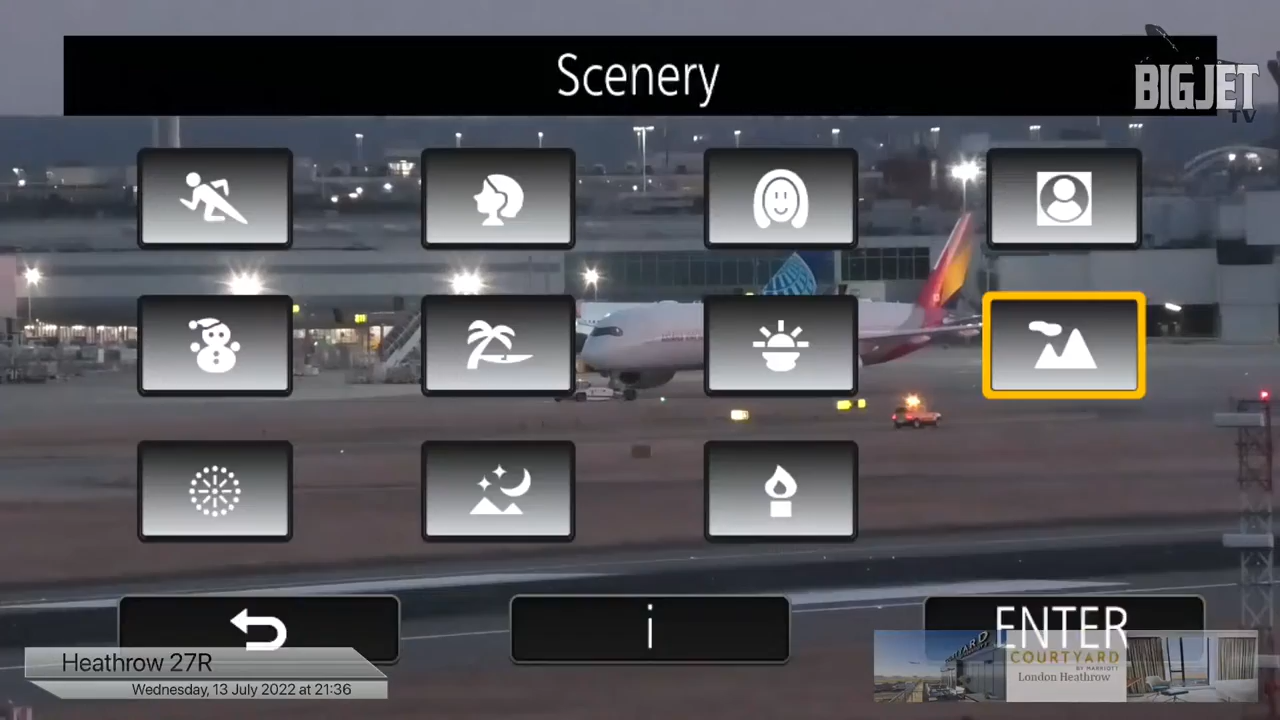 Scenery
BIGJET
TV
i
ENTER
Heathrow 27R
Wednesday, 13 July 2022 at 21:36
COURTYARD
BY MARRIOTT
London Heathrow